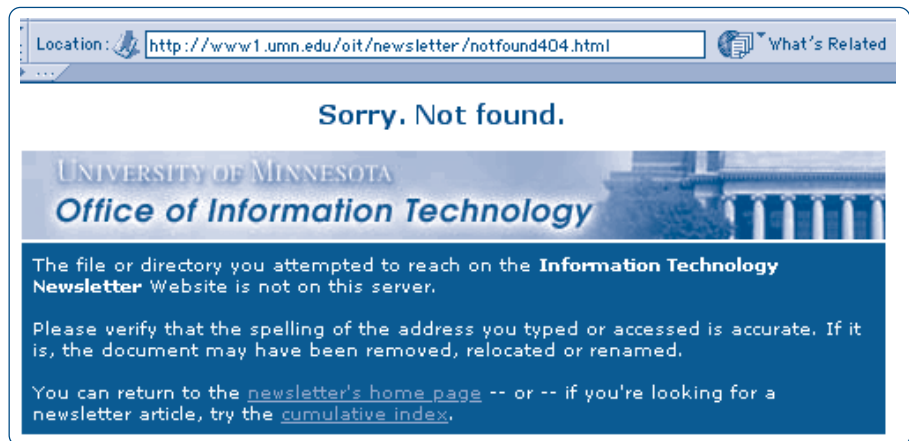 Location: http://www1.umn.edu/oit/newsletter/notfound404.html What's Related
...
Sorry. Not found.
UNIVERSITY OF MINNESOTA
Office of Information Technology
The file or directory you attempted to reach on the Information Technology
Newsletter Website is not on this server.
Please verify that the spelling of the address you typed or accessed is accurate. If it
is, the document may have been removed, relocated or renamed.
You can return to the newsletter's home page -- or -- if you're looking for a
newsletter article, try the cumulative index.